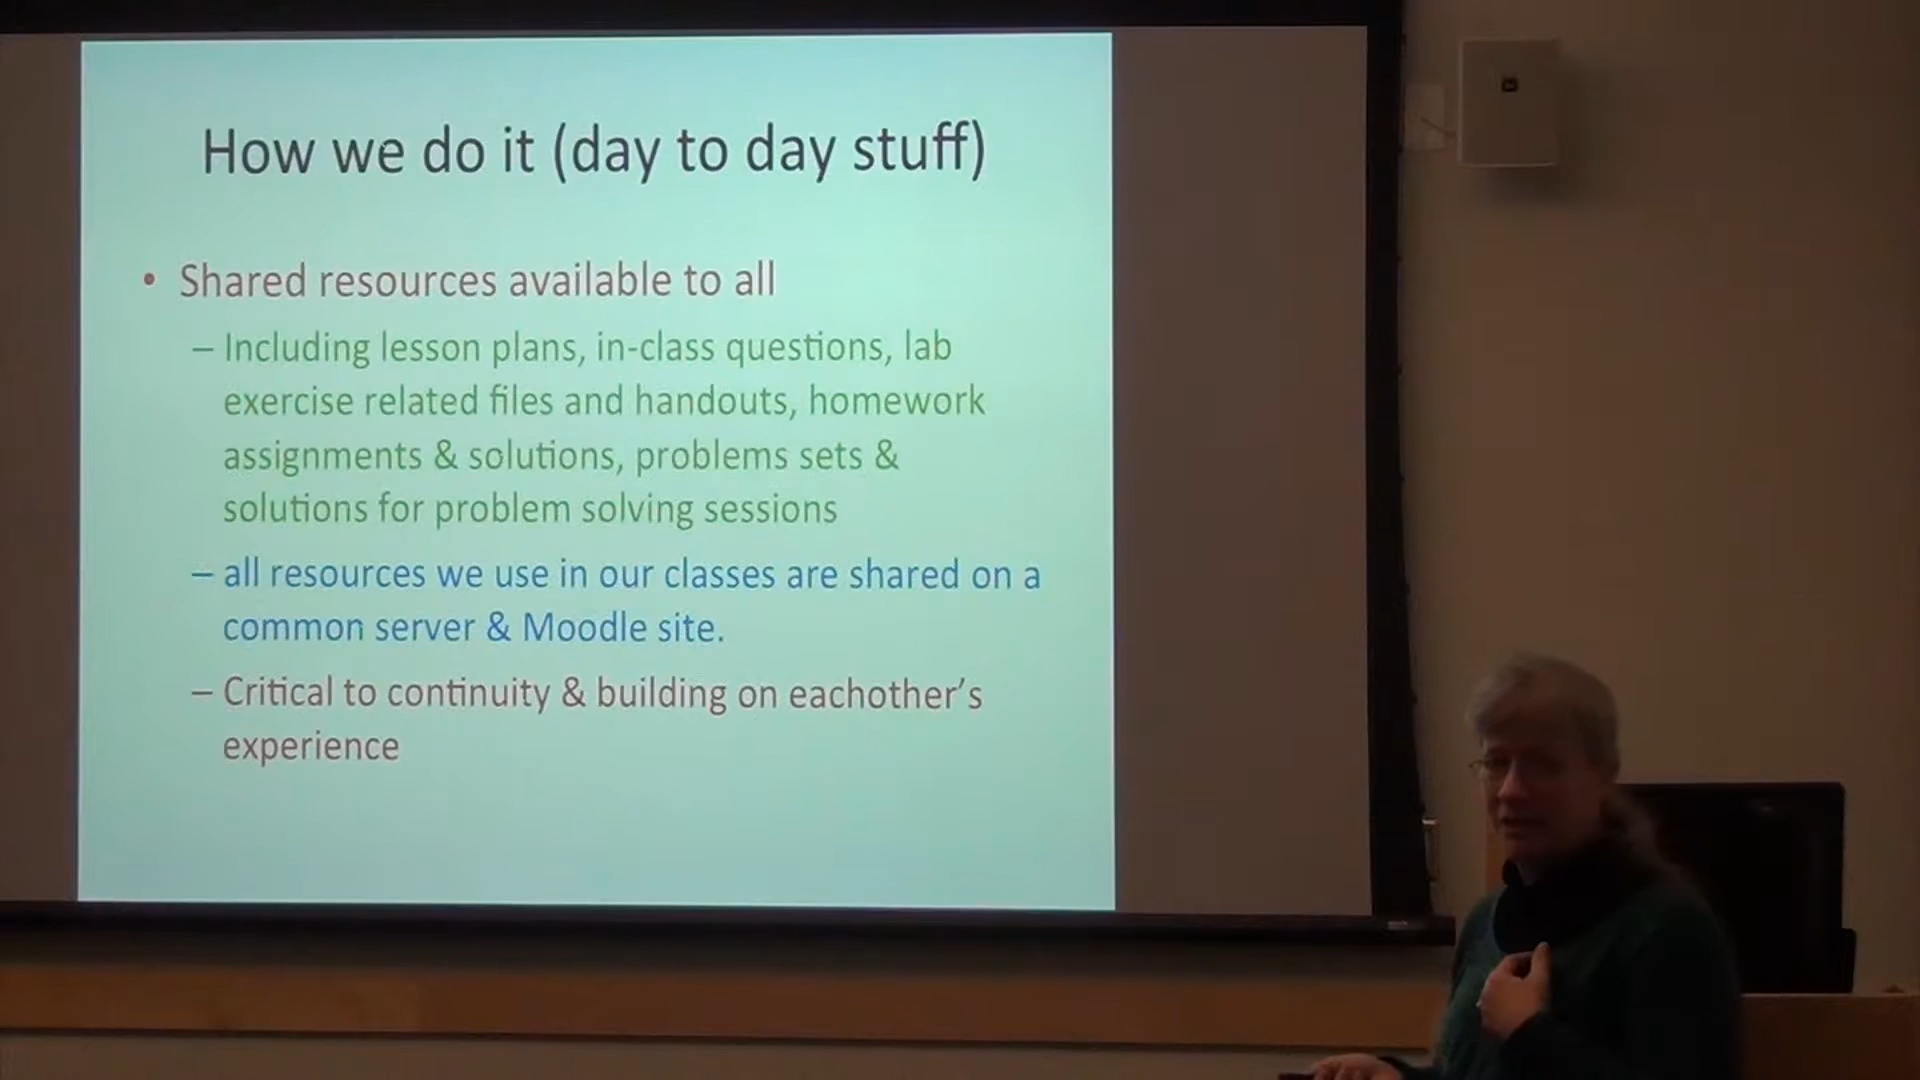 How we do it (day to day stuff)
• Shared resources available to all
– Including lesson plans, in-class questions, lab
exercise related files and handouts, homework
assignments & solutions, problems sets &
solutions for problem solving sessions
– all resources we use in our classes are shared on a
common server & Moodle site.
– Critical to continuity & building on eachother's
experience